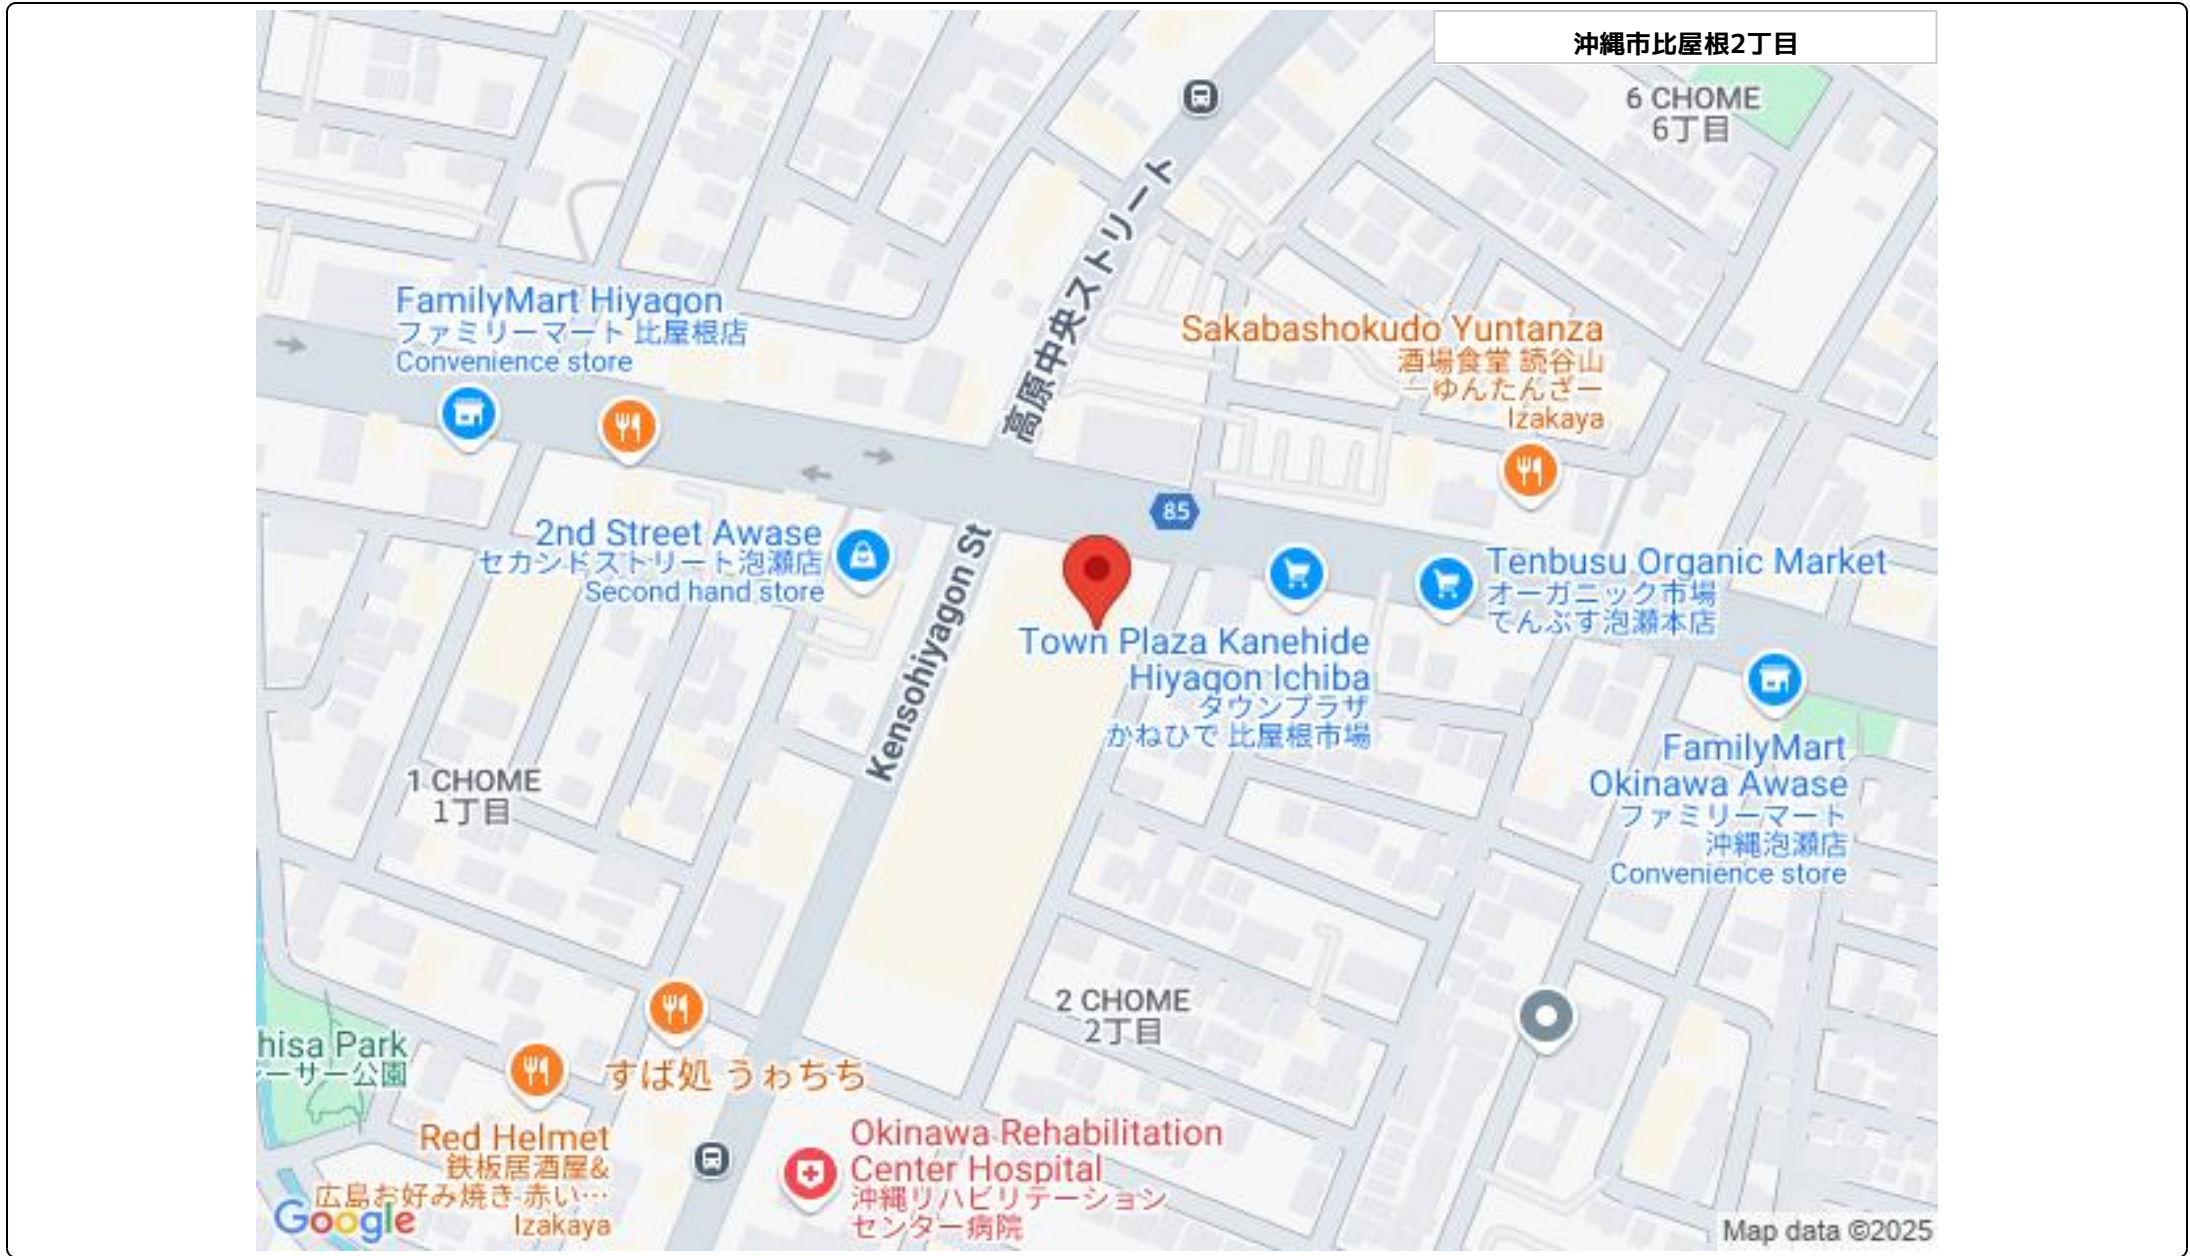 沖縄市比屋根2丁目
6 CHOME
6丁目
高原中央ストリート
FamilyMart Hiyagon
ファミリーマート 比屋根店
Convenience store
Sakabashokudo Yuntanza
酒場食堂 読谷山
―ゆんたんざー
Izakaya
85
2nd Street Awase
セカンドストリート泡瀬店
Second hand store
Kensohiyagon St
Tenbusu Organic Market
オーガニック市場
てんぶす泡瀬本店
Town Plaza Kanehide
Hiyagon Ichiba
タウンプラザ
かねひで 比屋根市場
FamilyMart
Okinawa Awase
ファミリーマート
沖縄泡瀬店
Convenience store
1 CHOME
1丁目
2 CHOME
2丁目
hisa Park
ーサー公園
すば処 うゎちち
Red Helmet
鉄板居酒屋&
広島お好み焼き 赤い…
Izakaya
Okinawa Rehabilitation
Center Hospital
沖縄リハビリテーション
センター病院
Google
Map data ©2025